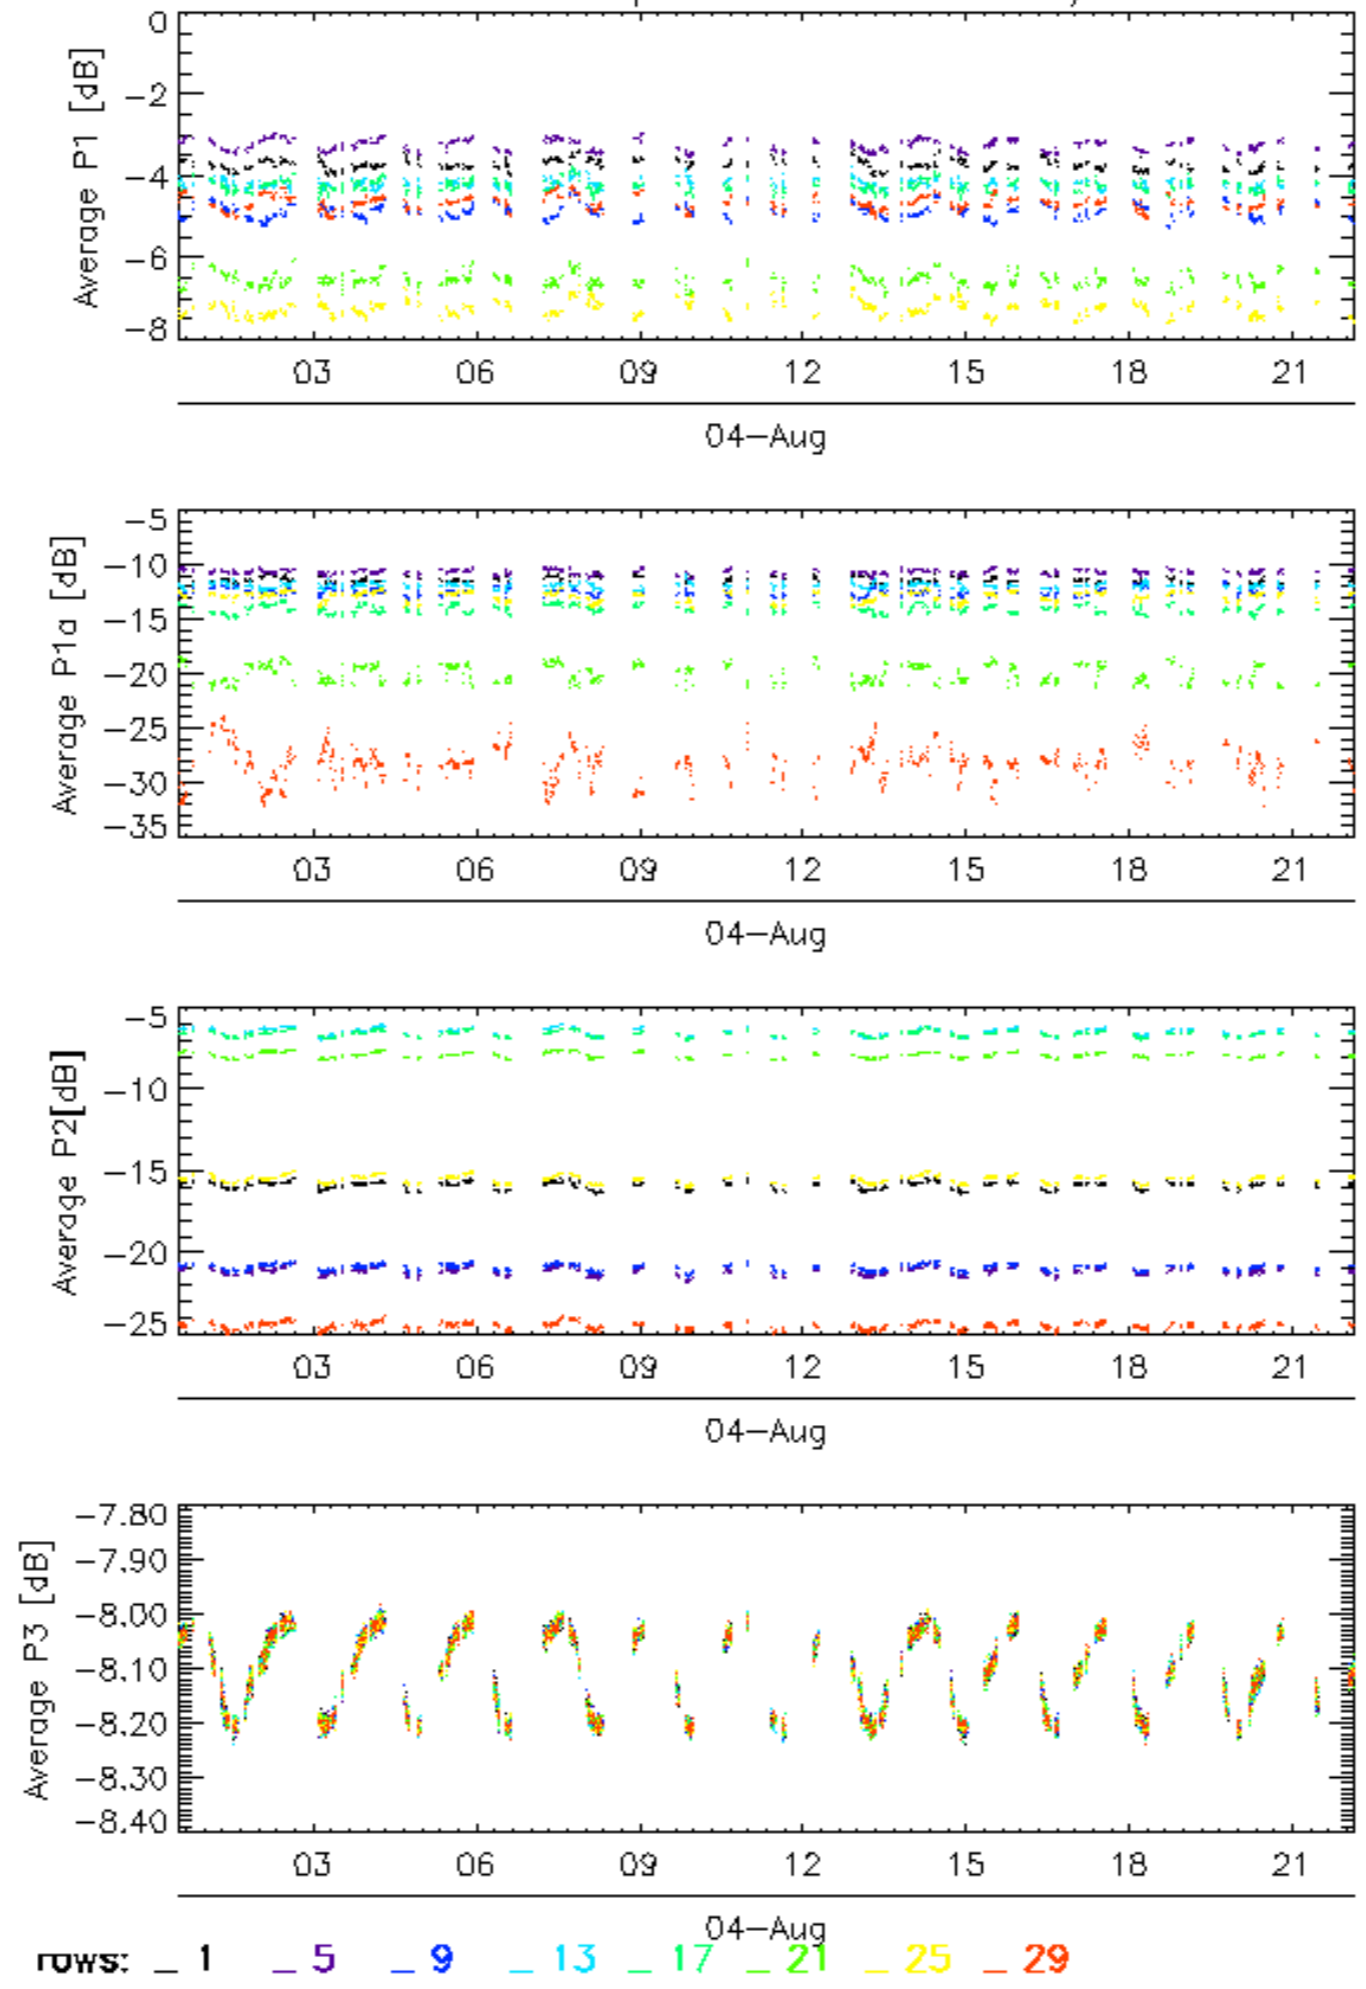 0
-2
-4
-6
-8
Average P1 [dB]
03 06 09 12 15 18 21
04-Aug
-5
-10
-15
-20
-25
-30
-35
Average P1a [dB]
03 06 09 12 15 18 21
04-Aug
-5
-10
-15
-20
-25
Average P2[dB]
03 06 09 12 15 18 21
04-Aug
-7.80
-7.90
-8.00
-8.10
-8.20
-8.30
-8.40
Average P3 [dB]
03 06 09 12 15 18 21
04-Aug
rows: _ 1 _ 5 _ 9 _ 13 _ 17 _ 21 _ 25 _ 29